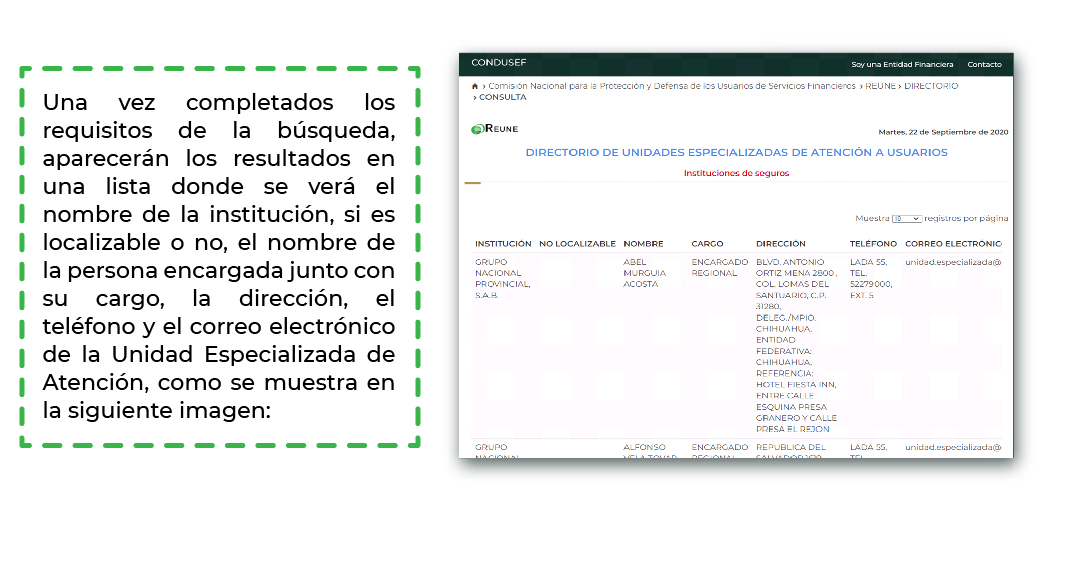 Una vez completados los
requisitos de la búsqueda,
aparecerán los resultados en
una lista donde se verá el
nombre de la institución, si es
localizable o no, el nombre de
la persona encargada junto con
su cargo, la dirección, el
teléfono y el correo electrónico
de la Unidad Especializada de
Atención, como se muestra en
la siguiente imagen:
CONDUSEF
Soy una Entidad Financiera Contacto
› Comisión Nacional para la Protección y Defensa de los Usuarios de Servicios Financieros › REUNE › DIRECTORIO
› CONSULTA
REUNE
Martes, 22 de Septiembre de 2020
DIRECTORIO DE UNIDADES ESPECIALIZADAS DE ATENCIÓN A USUARIOS
Instituciones de seguros
Muestra 10 registros por página
INSTITUCIÓN NO LOCALIZABLE NOMBRE CARGO DIRECCIÓN TELÉFONO CORREO ELECTRÓNIC
GRUPO ABEL ENCARGADO BLVD. ANTONIO LADA 55, unidad.especializada@
NACIONAL MURGUIA REGIONAL ORTIZ MENA 2800 , TEL.
PROVINCIAL, ACOSTA COL. LOMAS DEL 52279000,
S.A.B. SANTUARIO, C.P. EXT. 5
31280,
DELEG./MPIO.
CHIHUAHUA,
ENTIDAD
FEDERATIVA:
CHIHUAHUA,
REFERENCIA:
HOTEL FIESTA INN,
ENTRE CALLE
ESQUINA PRESA
GRANERO Y CALLE
PRESA EL REJON
GRUPO ALFONSO ENCARGADO REPUBLICA DEL LADA 55, unidad.especializada@
NACIONAL VELA TOVAR REGIONAL SALVADOR TEL.